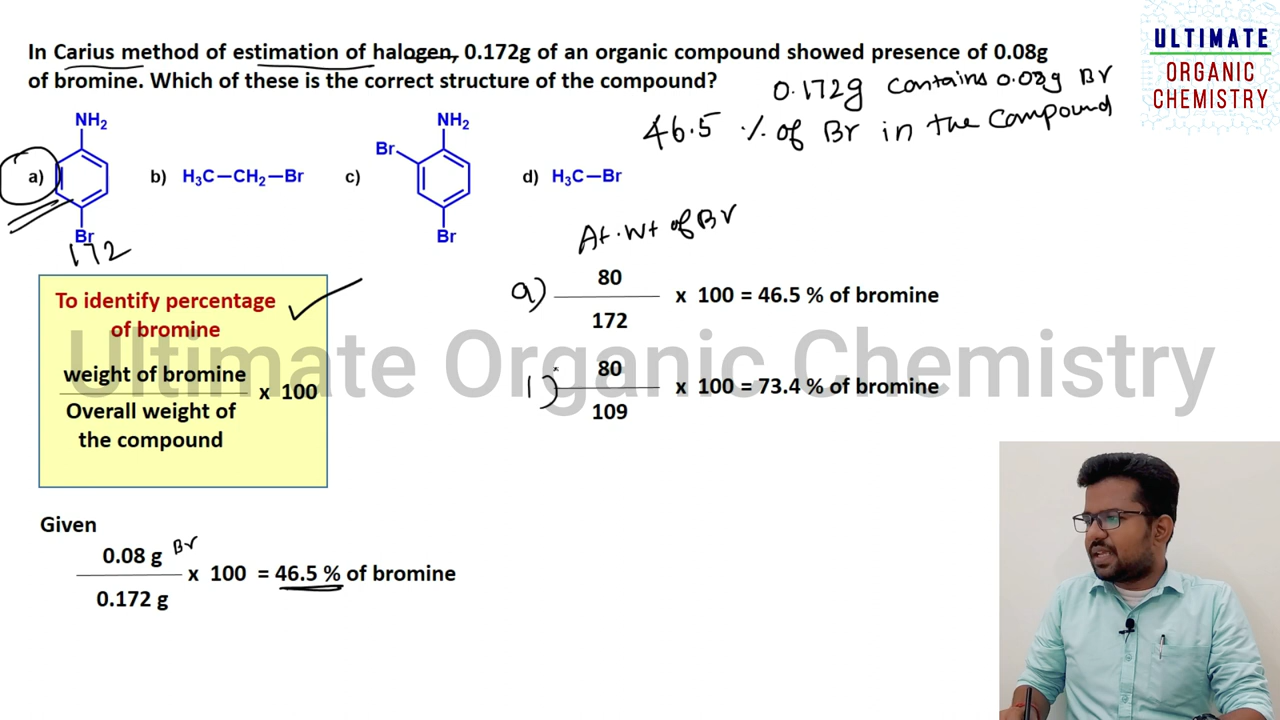 In Carius method of estimation of halogen, 0.172g of an organic compound showed presence of 0.08g
of bromine. Which of these is the correct structure of the compound?
ULTIMATE
ORGANIC
CHEMISTRY
0.172g contains 0.08g Br
46.5 % of Br in the Compound
NH2
Br
a)
Br
172
b) H3C-CH2-Br
c)
NH2
Br
d) H3C-Br
At. Wt of Br
To identify percentage
of bromine
weight of bromine
Overall weight of
the compound
x 100
a)
80
172
x 100 = 46.5 % of bromine
80
109
x 100 = 73.4 % of bromine
Ultimate Organic Chemistry
Given
0.08 g Br
0.172 g
x 100 = 46.5 % of bromine